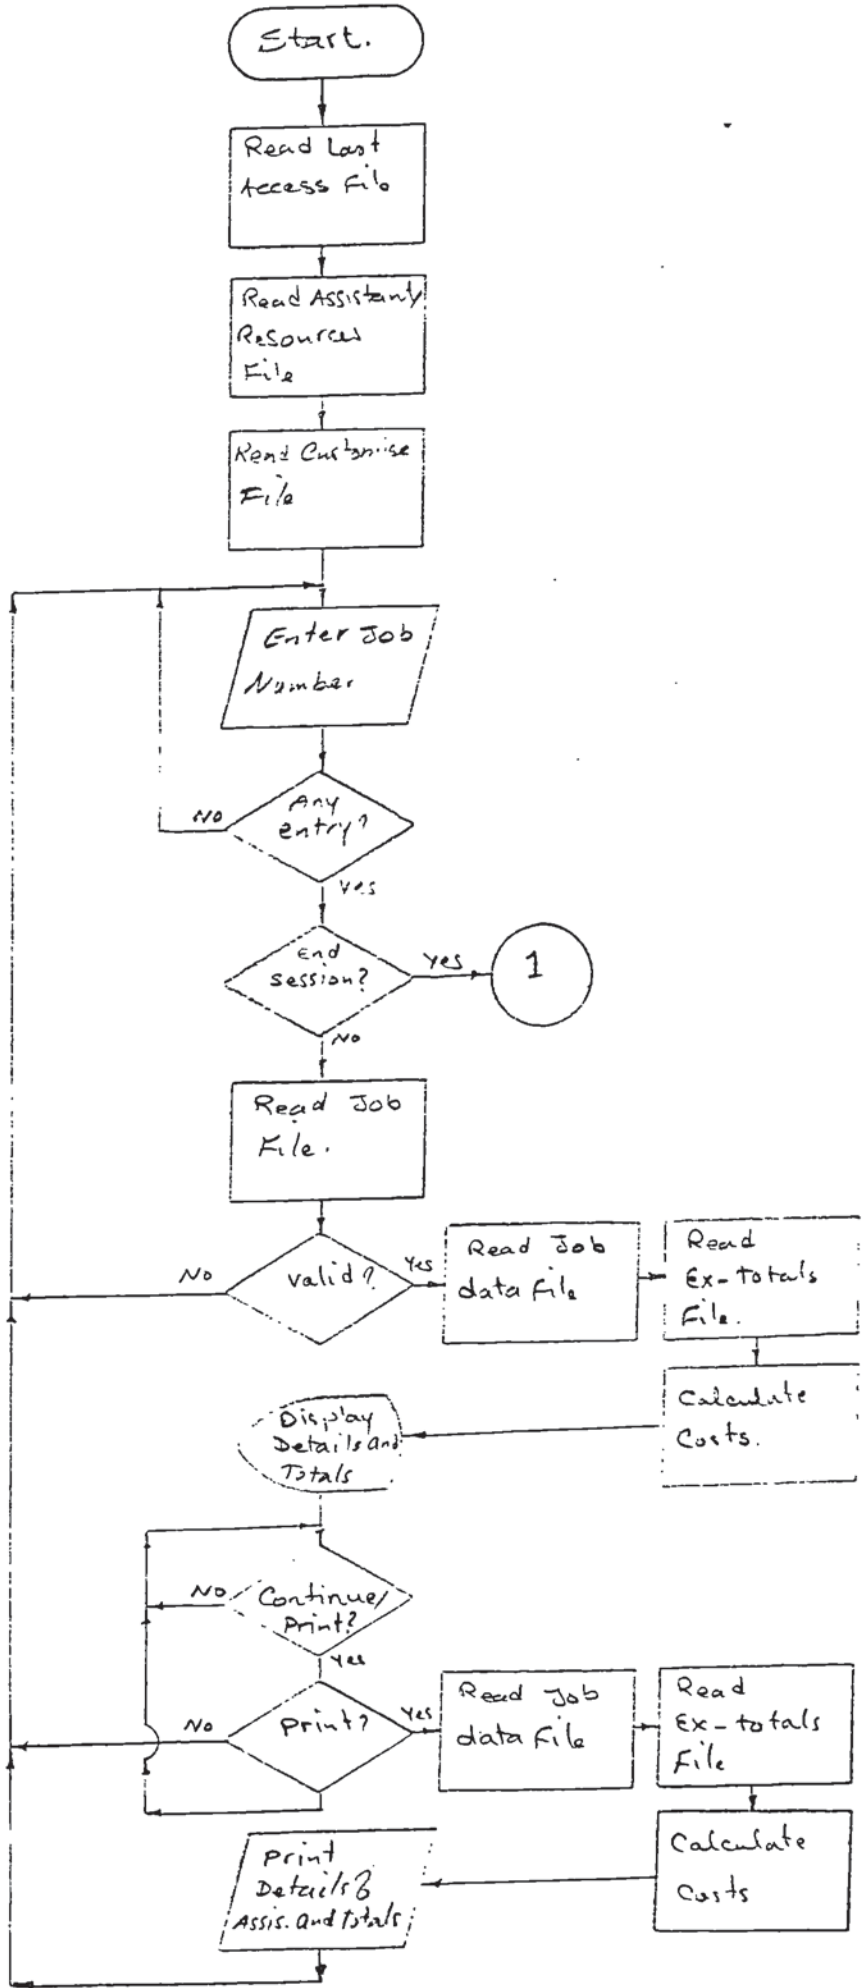 Start.
Read Last
Access File
Read Assistant/
Resources
File
Read Customise
File
Enter Job
Number
Any
entry?
No
Yes
End
session?
Yes
1
No
Read Job
File.
Valid?
No
Yes
Read Job
data File
Read
Ex-totals
File.
Calculate
Costs.
Display
Details and
Totals
Continue/
Print?
No
Yes
Print?
No
Yes
Read Job
data File
Read
Ex-totals
File
Calculate
Costs
Print
Details &
Assis. and totals